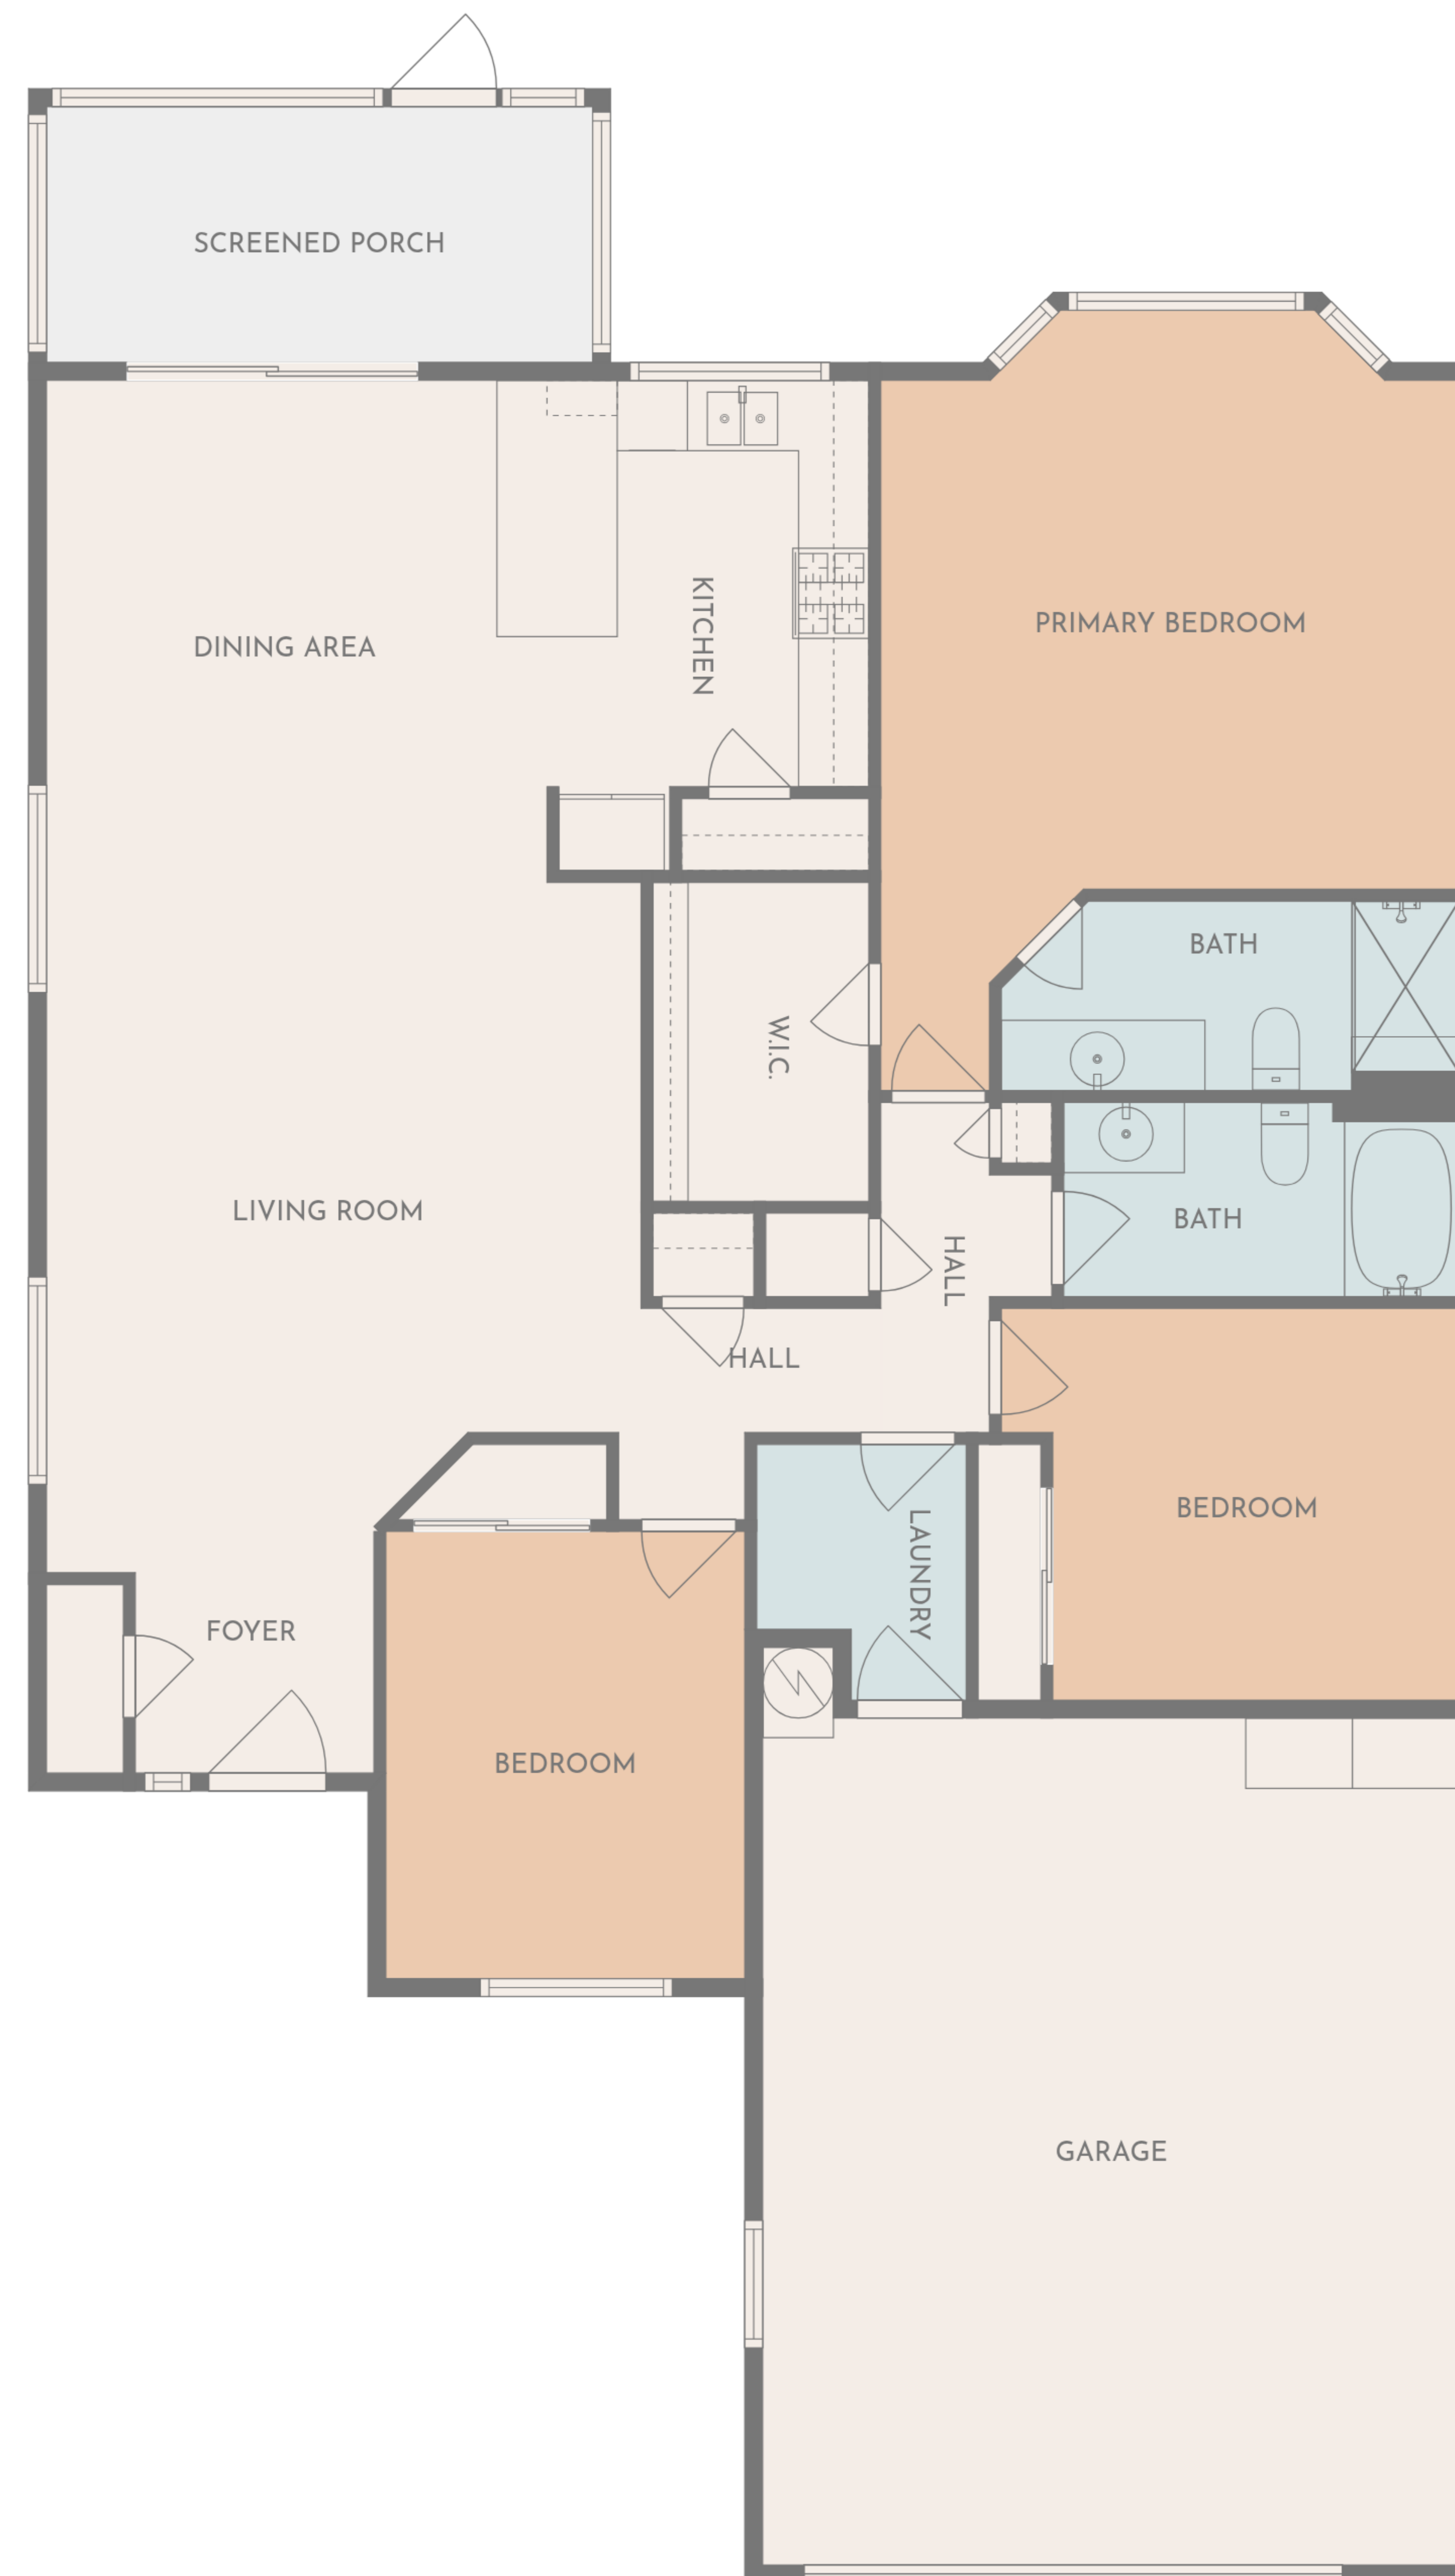 SCREENED PORCH
PRIMARY BEDROOM
KITCHEN
DINING AREA
BATH
W.I.C.
LIVING ROOM
BATH
HALL
HALL
BEDROOM
LAUNDRY
FOYER
BEDROOM
GARAGE